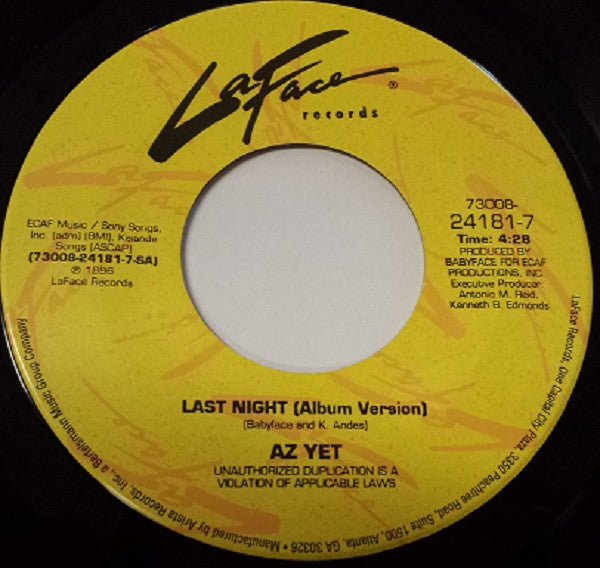 LaFace ®
records
ECAF Music / Sony Songs,
Inc. (adm) (BMI), Keiande
Songs (ASCAP)
(73008-24181-7-SA)
℗ 1996
LaFace Records
73008-
24181-7
Time: 4:28
PRODUCED BY
BABYFACE FOR ECAF
PRODUCTIONS, INC.
Executive Producer:
Antonio M. Reid,
Kenneth B. Edmonds
LAST NIGHT (Album Version)
(Babyface and K. Andes)
AZ YET
UNAUTHORIZED DUPLICATION IS A
VIOLATION OF APPLICABLE LAWS
LaFace Records, One Capital City Plaza, 3350 Peachtree Road, Suite 1500, Atlanta, GA 30326 • Manufactured by Arista Records, Inc., a Bertelsmann Music Group Company